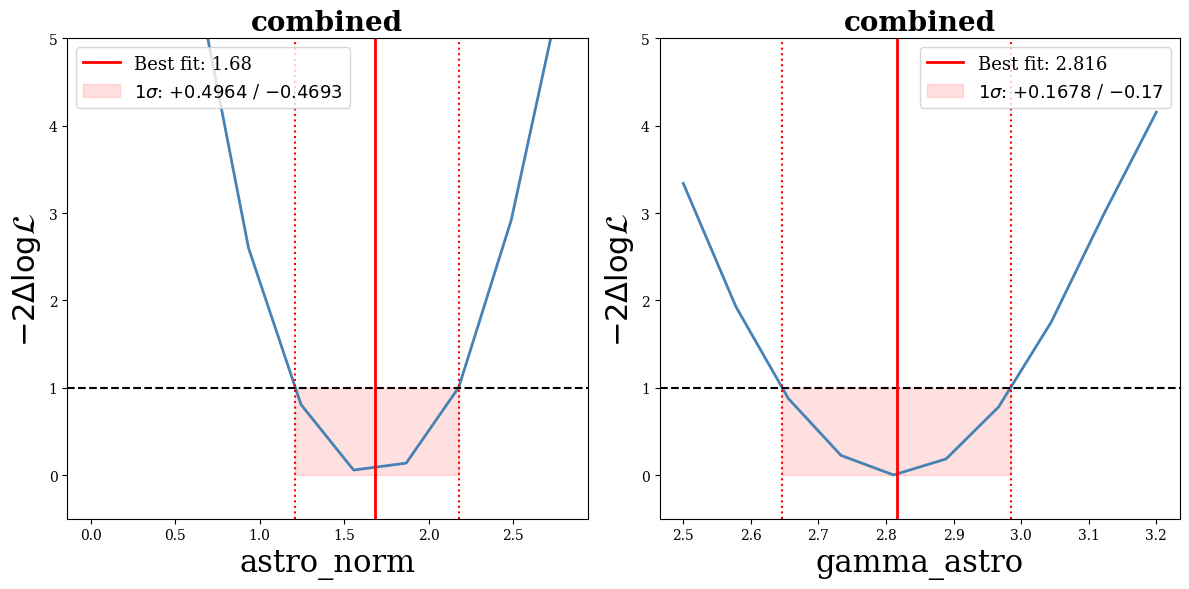 combined
5
4
3
2
1
0
−2Δlogℒ
Best fit: 1.68
1σ: +0.4964 / −0.4693
0.0 0.5 1.0 1.5 2.0 2.5
astro_norm
combined
5
4
3
2
1
0
−2Δlogℒ
Best fit: 2.816
1σ: +0.1678 / −0.17
2.5 2.6 2.7 2.8 2.9 3.0 3.1 3.2
gamma_astro